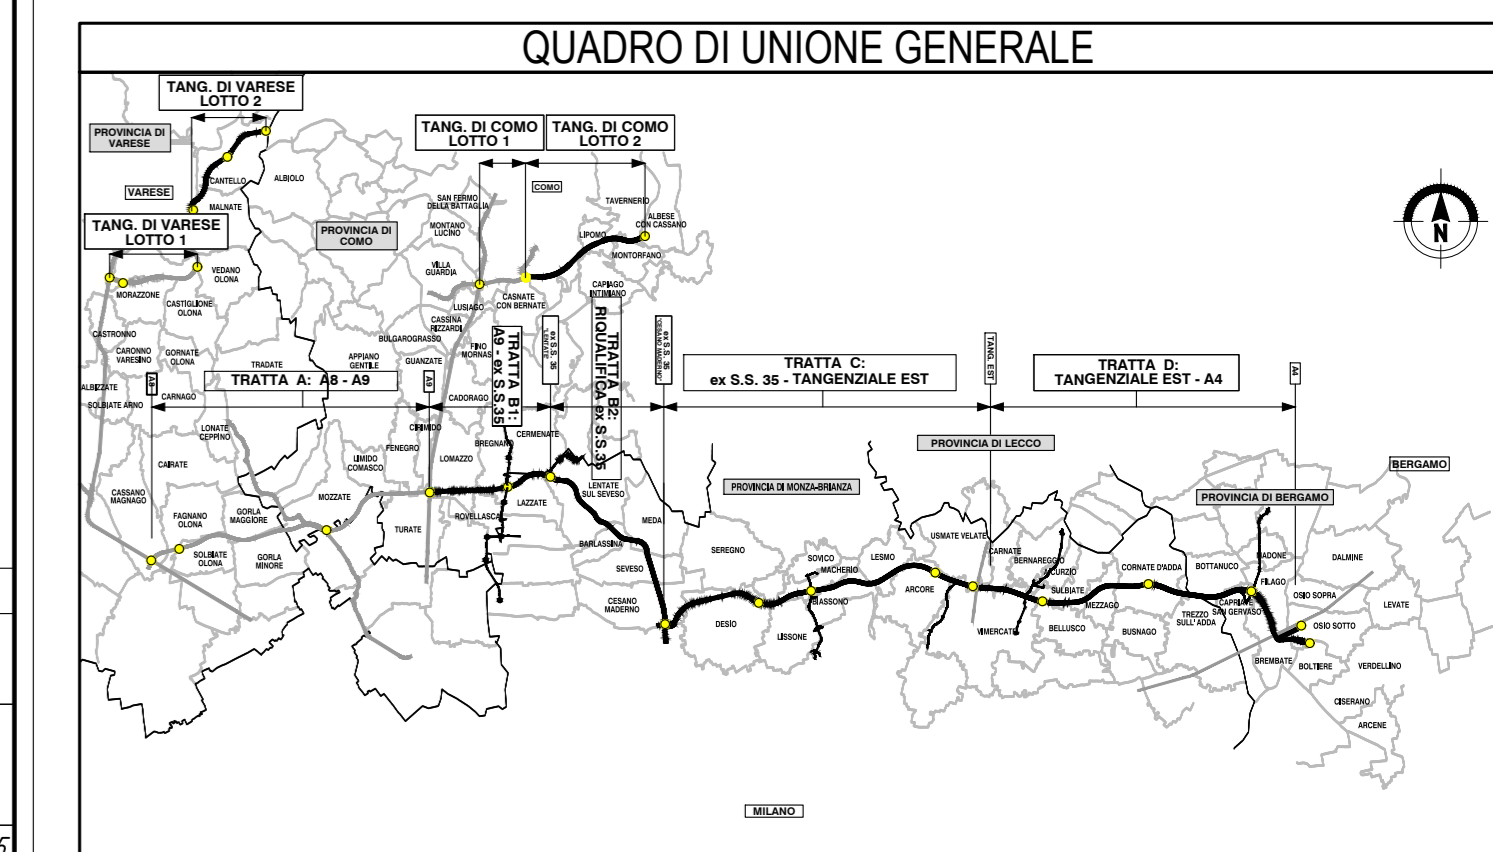 QUADRO DI UNIONE GENERALE
TANG. DI VARESE
LOTTO 2
PROVINCIA DI
VARESE
CANTELLO
ALBIOLO
VARESE
MALNATE
TANG. DI VARESE
LOTTO 1
VEDANO
OLONA
MORAZZONE
CASTIGLIONE
OLONA
PROVINCIA DI
COMO
TANG. DI COMO
LOTTO 1
TANG. DI COMO
LOTTO 2
COMO
SAN FERMO
DELLA BATTAGLIA
TAVERNERIO
ALBESE
CON CASSANO
MONTANO
LUCINO
LIPOMO
MONTORFANO
VILLA
GUARDIA
CAPIAGO
INTIMIANO
CASNATE
CON BERNATE
N
CASTRONNO
CARONNO
VARESINO
GORNATE
OLONA
TRADATE
APPIANO
GENTILE
BULGAROGRASSO
CASSINA
RIZZARDI
GUANZATE
FINO
CADORAGO
SOLBIATE ARNO
CARNAGO
A8
TRATTA A: A8 - A9
A9
TRATTA B1:
A9 - ex S.S.35
ex S.S. 35
"LENTATE"
TRATTA B2:
RIQUALIFICA ex S.S.35
ex S.S. 35
"CESANO MADERNO"
TRATTA C:
ex S.S. 35 - TANGENZIALE EST
TANG. EST
TRATTA D:
TANGENZIALE EST - A4
A4
LONATE
CEPPINO
CIRIMIDO
FENEGRO
CERMENATE
LOMAZZO
LIMIDO
COMASCO
CAIRATE
CASSANO
MAGNAGO
MOZZATE
FAGNANO
OLONA
GORLA
MAGGIORE
SOLBIATE
OLONA
GORLA
MINORE
TURATE
ROVELLASCA
LAZZATE
LENTATE
SUL SEVESO
MEDA
BARLASSINA
SEVESO
CESANO
MADERNO
PROVINCIA DI LECCO
PROVINCIA DI MONZA-BRIANZA
BERGAMO
PROVINCIA DI BERGAMO
SEREGNO
SOVICO
MACHERIO
LESMO
USMATE VELATE
CARNATE
BERNAREGGIO
SULBIATE
CORNATE D'ADDA
BOTTANUCO
FILAGO
DALMINE
OSIO SOPRA
OSIO SOTTO
LEVATE
DESIO
BIASSONO
LISSONE
ARCORE
VIMERCATE
BELLUSCO
MEZZAGO
BUSNAGO
TREZZO
SULL'ADDA
CAPRIATE
SAN GERVASO
BREMBATE
BOLTIERE
VERDELLINO
CISERANO
ARCENE
MILANO